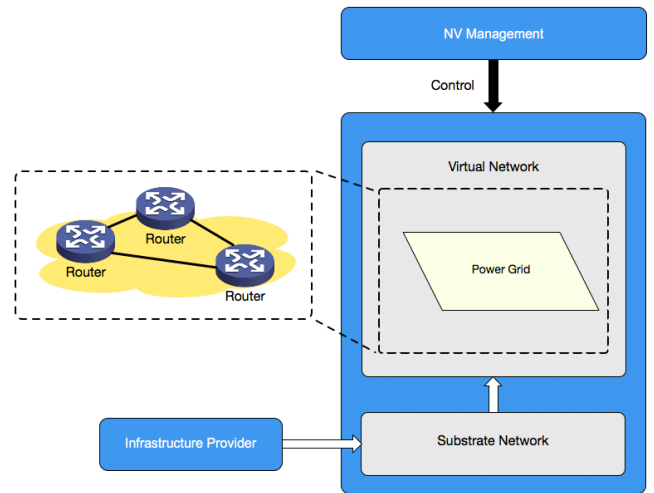 NV Management
Control
Virtual Network
Router
Router
Router
Power Grid
Infrastructure Provider
Substrate Network